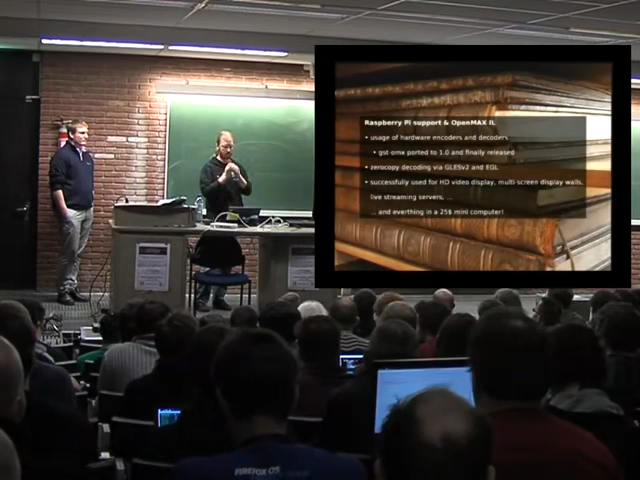 Raspberry Pi support & OpenMAX IL
• usage of hardware encoders and decoders
• gst-omx ported to 1.0 and finally released
• zerocopy decoding via GLESv2 and EGL
• successfully used for HD video display, multi-screen display walls,
live streaming servers, ...
... and everthing in a 25$ mini computer!
FIREFOX OS